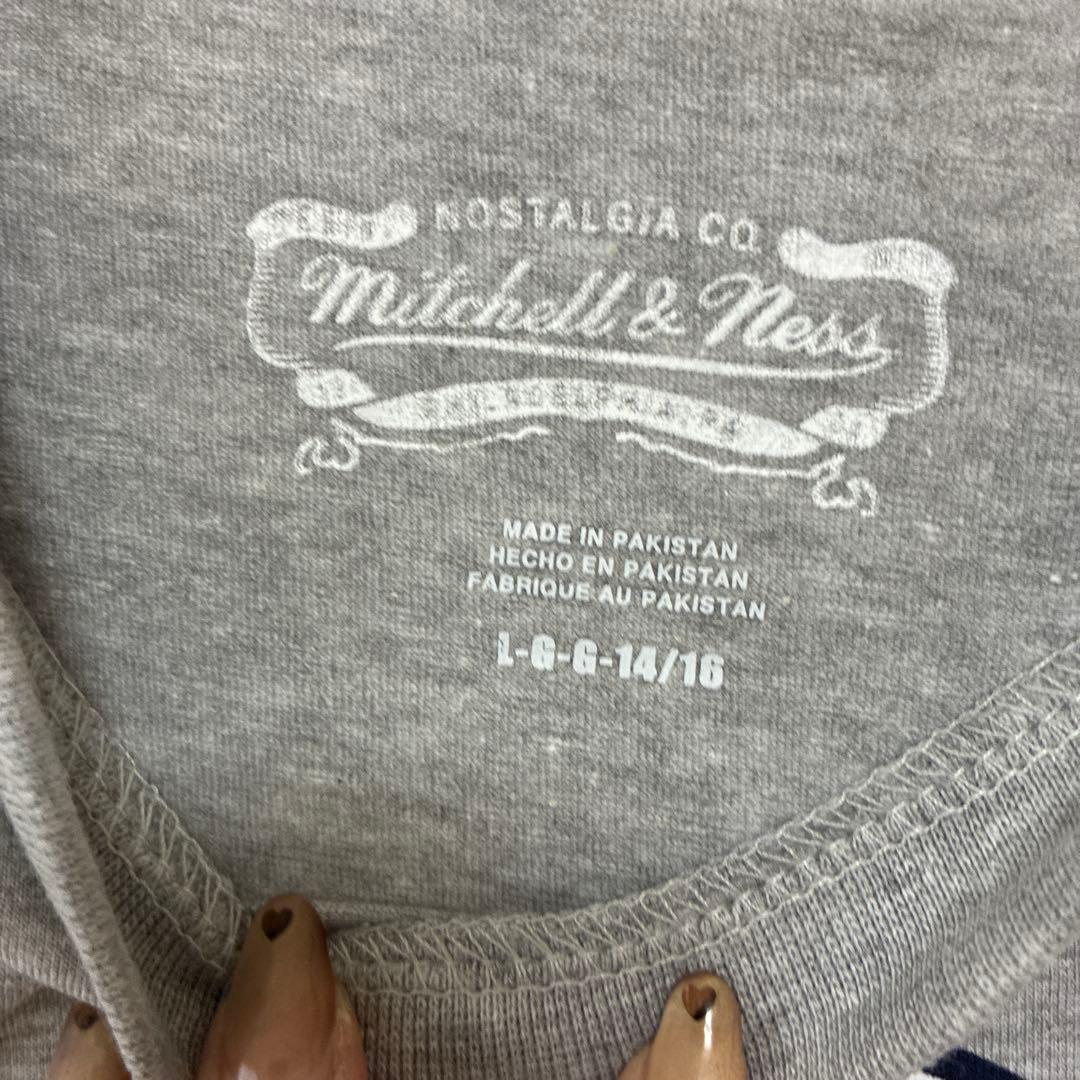 NOSTALGIA CO.
Mitchell & Ness
MADE IN PAKISTAN
HECHO EN PAKISTAN
FABRIQUE AU PAKISTAN
L-G-G-14/16